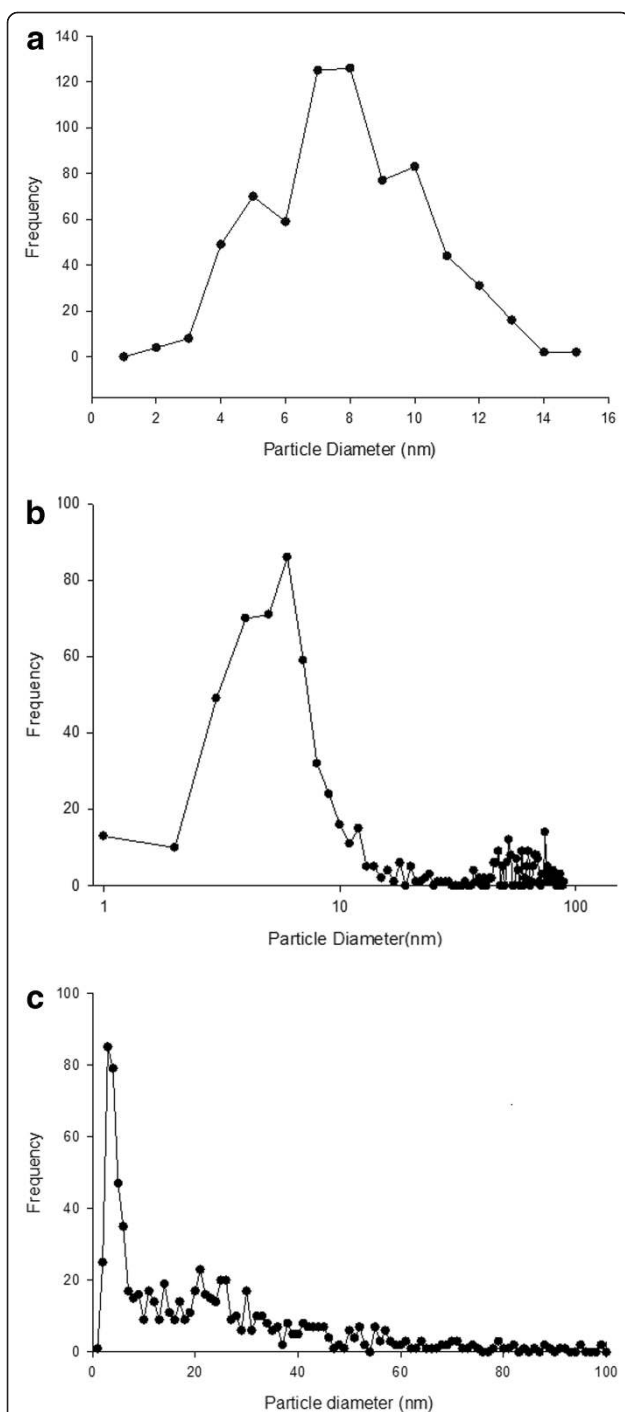 a
140
120
100
80
60
40
20
0
Frequency
0 2 4 6 8 10 12 14 16
Particle Diameter (nm)
b
100
80
60
40
20
0
Frequency
1 10 100
Particle Diameter(nm)
c
100
80
60
40
20
0
Frequency
0 20 40 60 80 100
Particle diameter (nm)